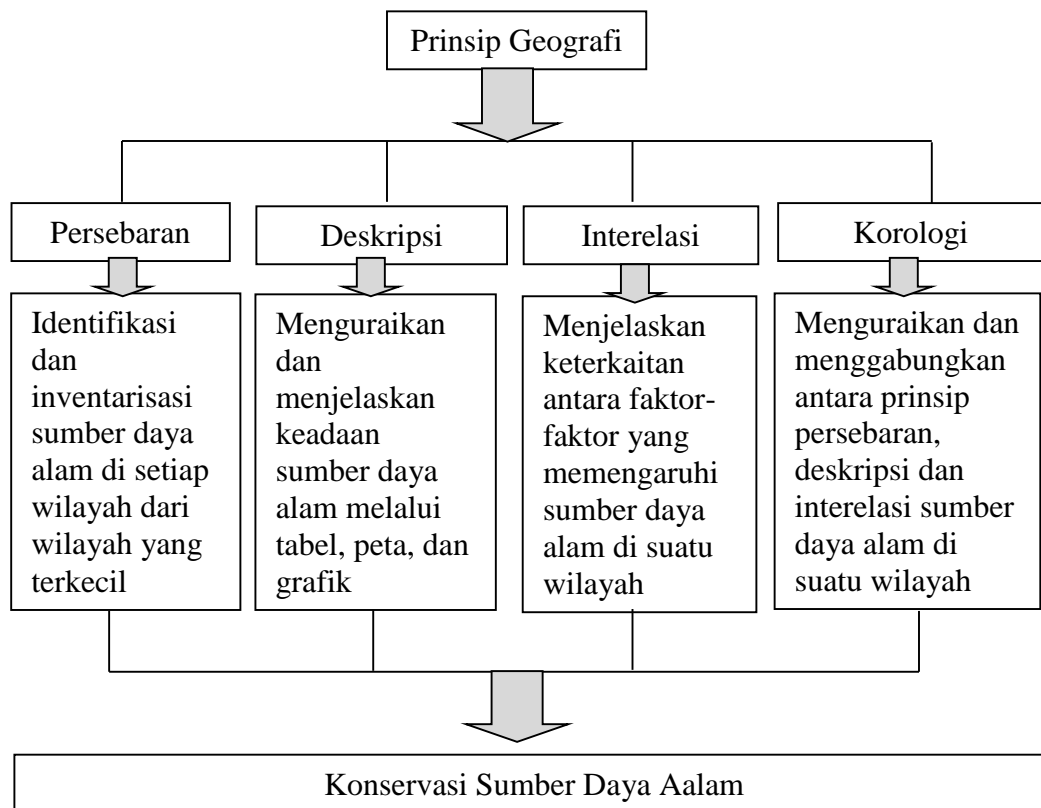 Prinsip Geografi
Persebaran
Deskripsi
Interelasi
Korologi
Identifikasi
dan
inventarisasi
sumber daya
alam di setiap
wilayah dari
wilayah yang
terkecil
Menguraikan
dan
menjelaskan
keadaan
sumber daya
alam melalui
tabel, peta, dan
grafik
Menjelaskan
keterkaitan
antara faktor-
faktor yang
memengaruhi
sumber daya
alam di suatu
wilayah
Menguraikan dan
menggabungkan
antara prinsip
persebaran,
deskripsi dan
interelasi sumber
daya alam di
suatu wilayah
Konservasi Sumber Daya Aalam